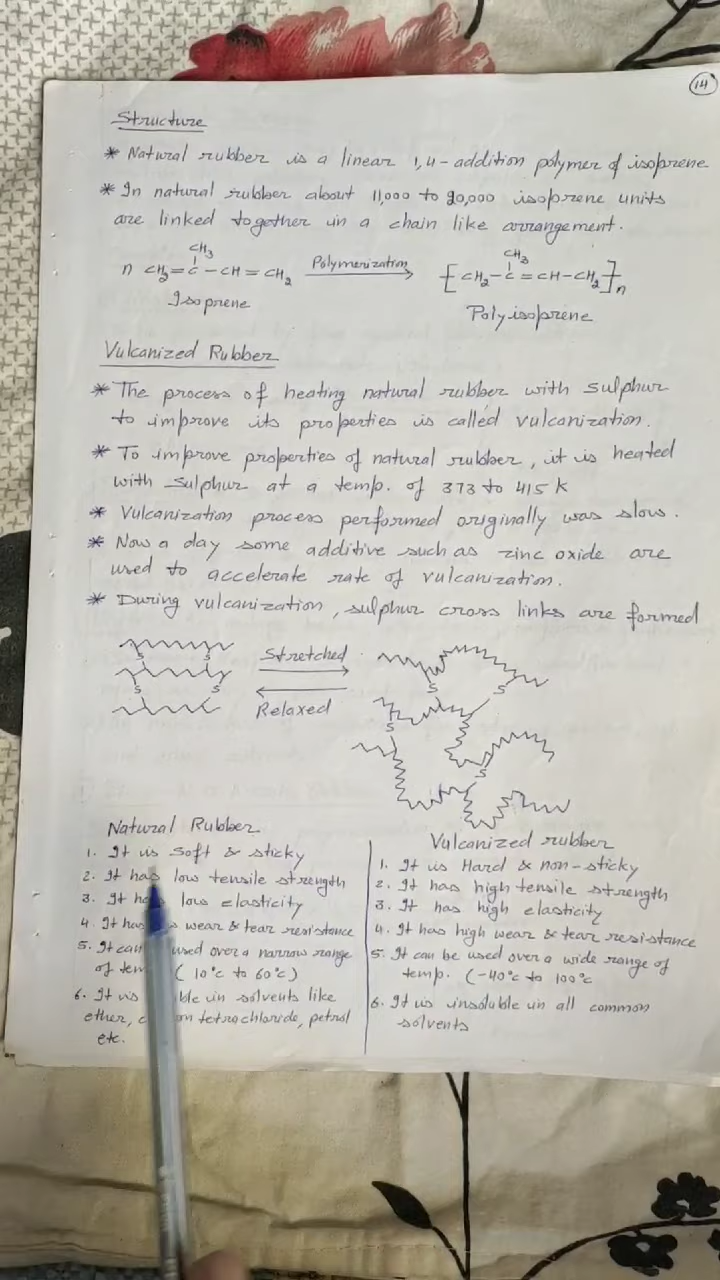 14
Structure
* Natural rubber is a linear 1,4-addition polymer of isoprene
* In natural rubber about 11,000 to 20,000 isoprene units
are linked together in a chain like arrangement.
CH3
CH3
n CH2=C-CH=CH2 Polymerization [CH2-C=CH-CH2]n
Isoprene
Polyisoprene
Vulcanized Rubber
* The process of heating natural rubber with sulphur
to improve its properties is called vulcanization.
* To improve properties of natural rubber, it is heated
with sulphur at a temp. of 373 to 415 K
* Vulcanization process performed originally was slow.
* Now a day some additive such as zinc oxide are
used to accelerate rate of vulcanization.
* During vulcanization, sulphur cross links are formed
S S
S S
Stretched
Relaxed
S S
S
S
Natural Rubber
1. It is soft & sticky
2. It has low tensile strength
3. It has low elasticity
4. It has wear & tear resistance
5. It can used over a narrow range
of tem (10°c to 60°c)
6. It is ble in solvents like
ether, c on tetrachloride, petrol
etc.
Vulcanized rubber
1. It is Hard & non-sticky
2. It has high tensile strength
3. It has high elasticity
4. It has high wear & tear resistance
5. It can be used over a wide range of
temp. (-40°c to 100°c
6. It is insoluble in all common
solvents